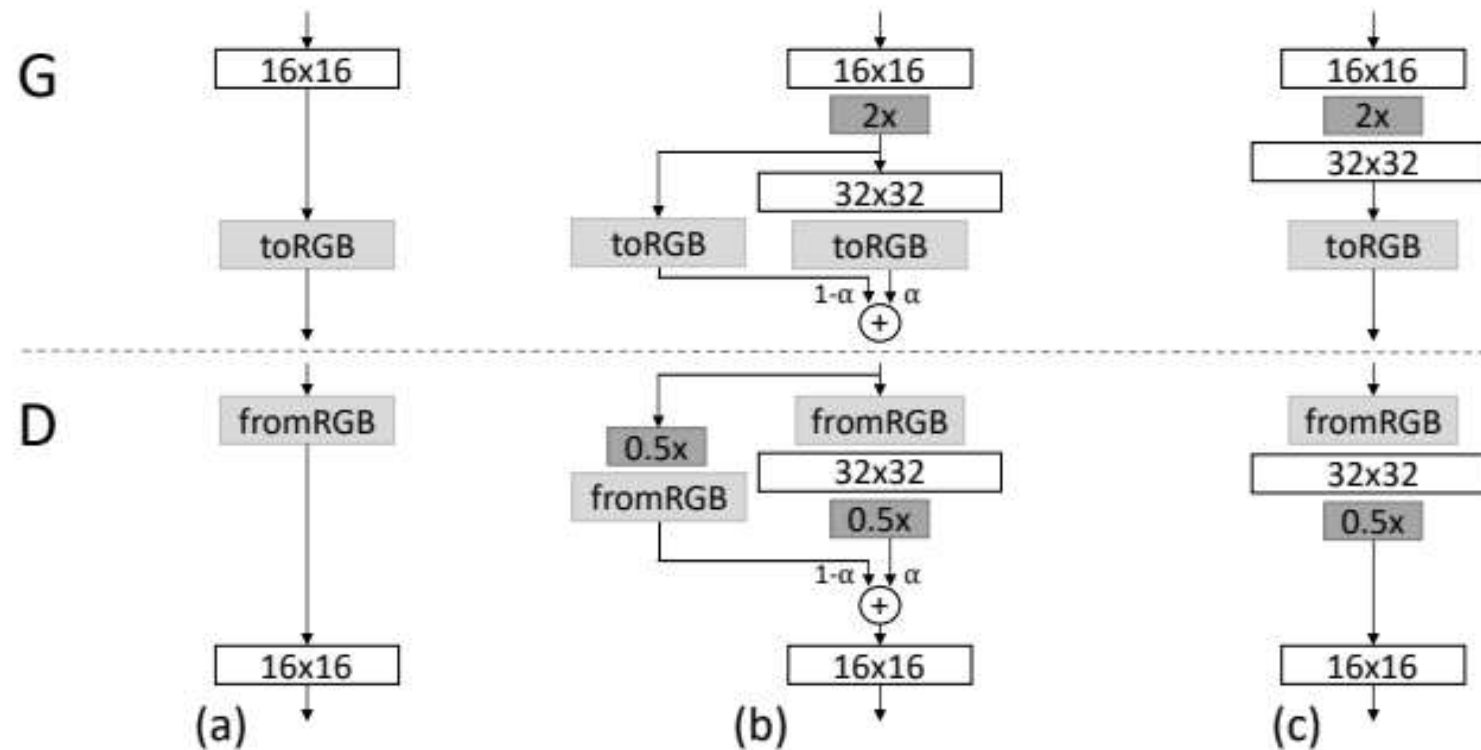 G
16x16
toRGB
16x16
2x
32x32
toRGB
toRGB
1-α
α
+
16x16
2x
32x32
toRGB
D
fromRGB
16x16
fromRGB
0.5x
32x32
fromRGB
0.5x
1-α
α
+
16x16
fromRGB
32x32
0.5x
16x16
(a)
(b)
(c)